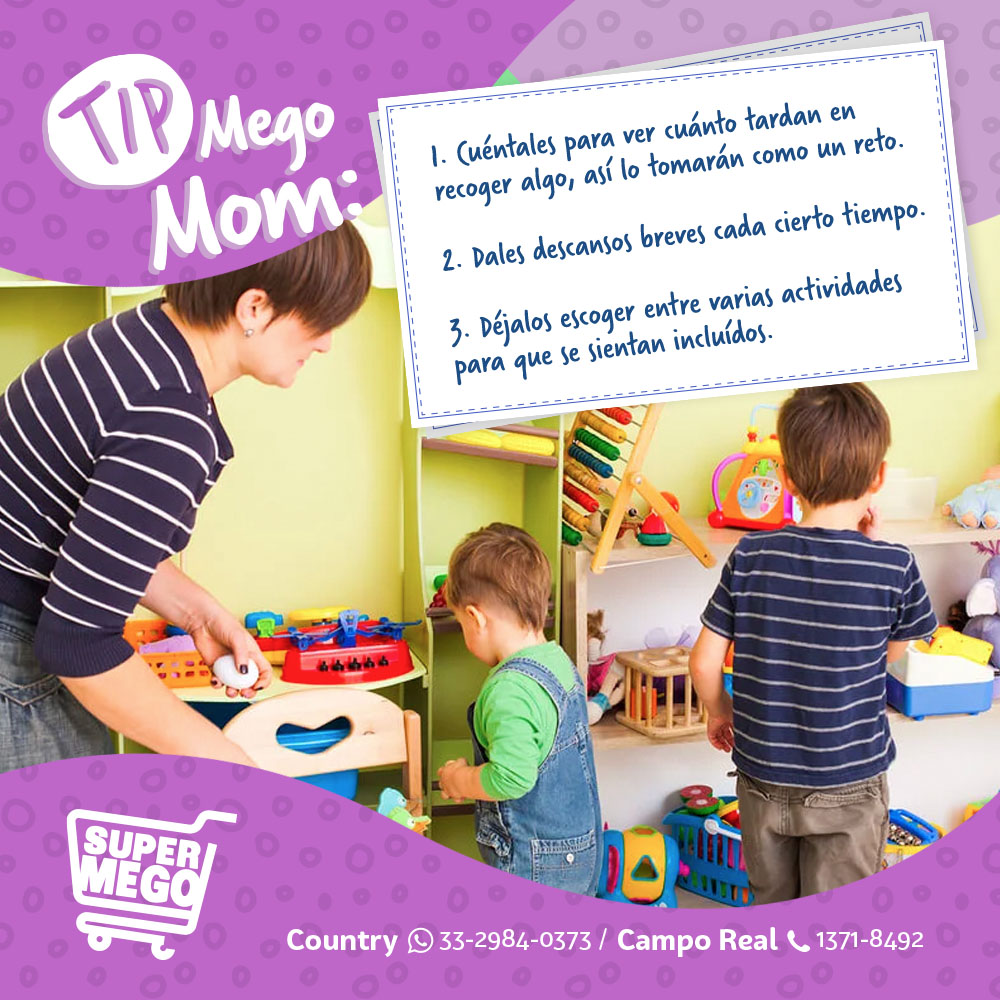 TIP Mego
Mom:
1. Cuéntales para ver cuánto tardan en
recoger algo, así lo tomarán como un reto.
2. Dales descansos breves cada cierto tiempo.
3. Déjalos escoger entre varias actividades
para que se sientan incluídos.
SUPER
MEGO
Country 33-2984-0373 / Campo Real 1371-8492